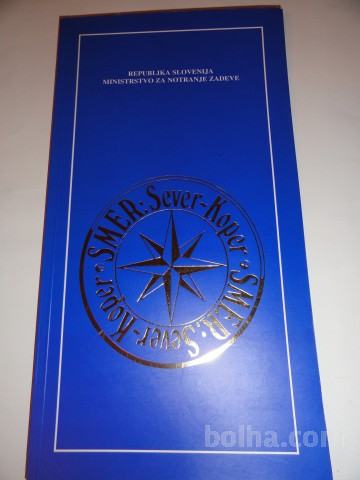 REPUBLIKA SLOVENIJA
MINISTRSTVO ZA NOTRANJE ZADEVE
SMER: Sever-Koper
SMER: Sever-Koper
bolha.com